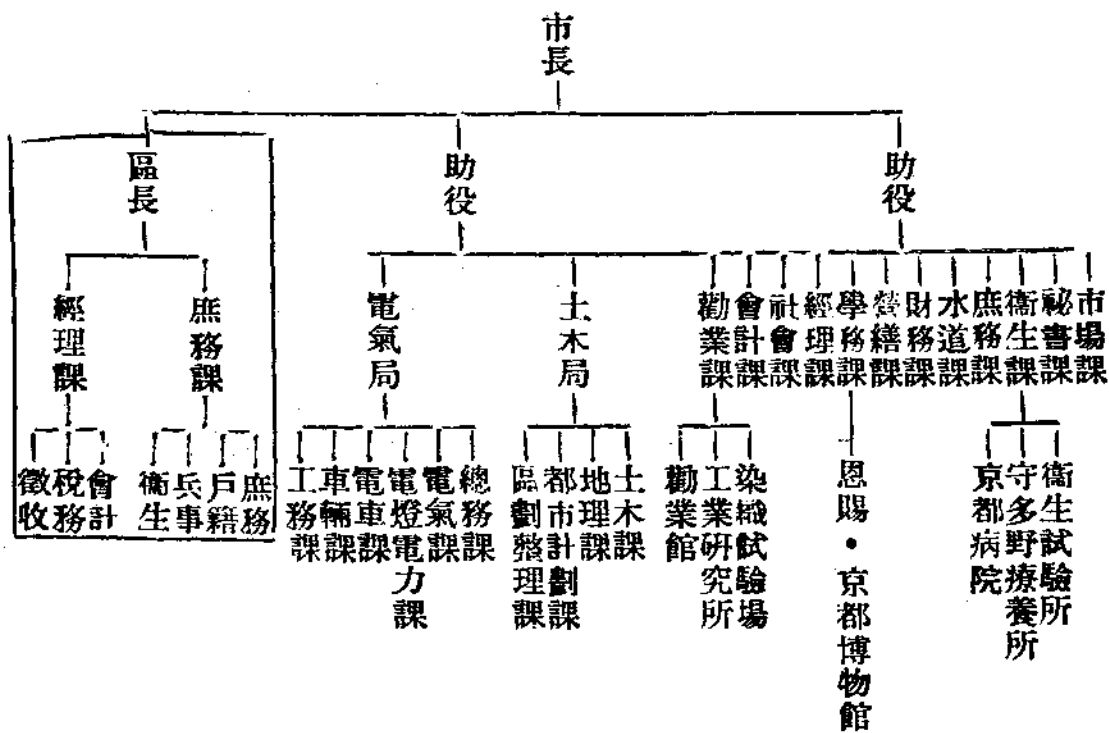 市長
助役
助役
區長
市場課
祕書課
衞生課
庶務課
水道課
財務課
營繕課
學務課
經理課
社會課
會計課
勸業課
土木局
電氣局
庶務課
經理課
衞生試驗所
守多野療養所
京都病院
恩賜・京都博物館
染織試驗場
工業硏究所
勸業館
土木課
地理課
都市計劃課
區劃整理課
總務課
電氣課
電燈電力課
電車課
車輛課
工務課
庶務
戶籍
兵事
衞生
會計
稅務
徵收